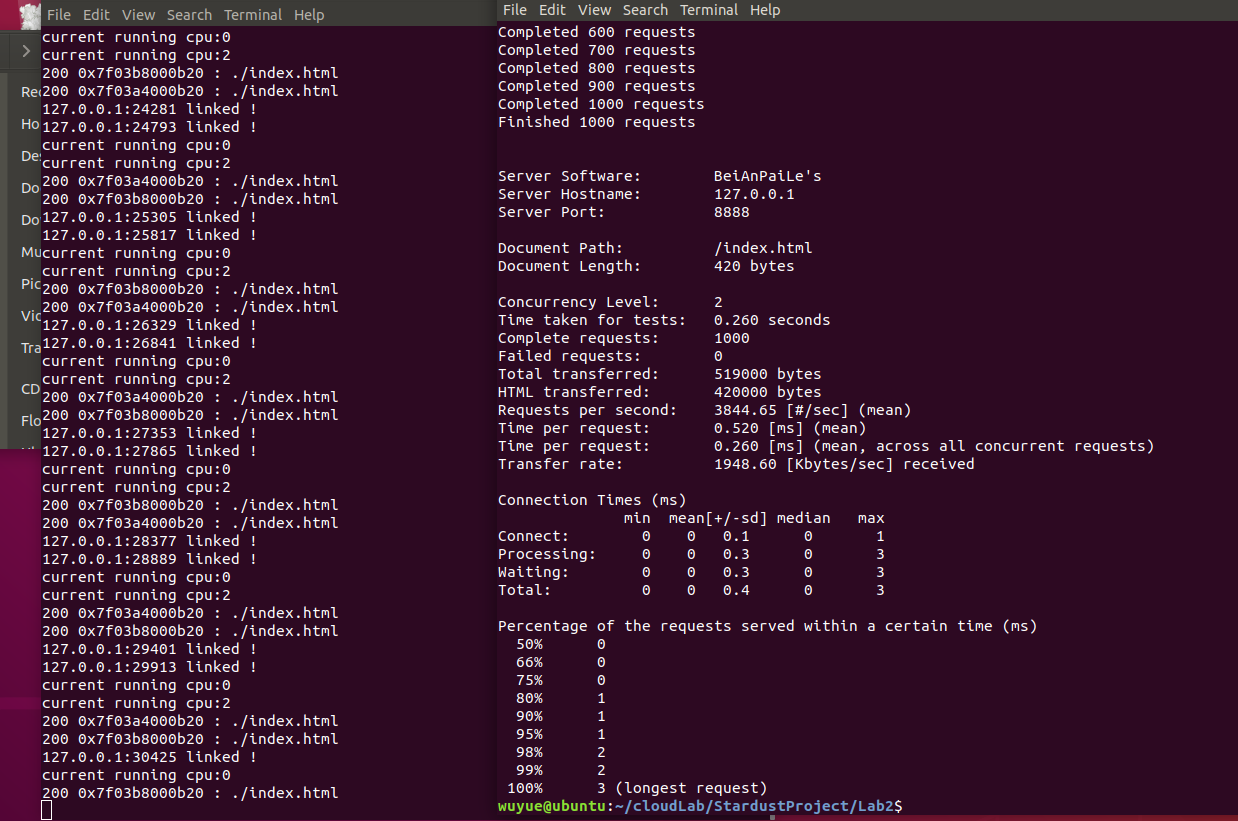 File Edit View Search Terminal Help
current running cpu:0
current running cpu:2
200 0x7f03b8000b20 : ./index.html
200 0x7f03a4000b20 : ./index.html
127.0.0.1:24281 linked !
127.0.0.1:24793 linked !
current running cpu:0
current running cpu:2
200 0x7f03a4000b20 : ./index.html
200 0x7f03b8000b20 : ./index.html
127.0.0.1:25305 linked !
127.0.0.1:25817 linked !
current running cpu:0
current running cpu:2
200 0x7f03b8000b20 : ./index.html
200 0x7f03a4000b20 : ./index.html
127.0.0.1:26329 linked !
127.0.0.1:26841 linked !
current running cpu:0
current running cpu:2
200 0x7f03a4000b20 : ./index.html
200 0x7f03b8000b20 : ./index.html
127.0.0.1:27353 linked !
127.0.0.1:27865 linked !
current running cpu:0
current running cpu:2
200 0x7f03b8000b20 : ./index.html
200 0x7f03a4000b20 : ./index.html
127.0.0.1:28377 linked !
127.0.0.1:28889 linked !
current running cpu:0
current running cpu:2
200 0x7f03a4000b20 : ./index.html
200 0x7f03b8000b20 : ./index.html
127.0.0.1:29401 linked !
127.0.0.1:29913 linked !
current running cpu:0
current running cpu:2
200 0x7f03a4000b20 : ./index.html
200 0x7f03b8000b20 : ./index.html
127.0.0.1:30425 linked !
current running cpu:0
200 0x7f03b8000b20 : ./index.html
File Edit View Search Terminal Help
Completed 600 requests
Completed 700 requests
Completed 800 requests
Completed 900 requests
Completed 1000 requests
Finished 1000 requests
Server Software: BeiAnPaiLe's
Server Hostname: 127.0.0.1
Server Port: 8888
Document Path: /index.html
Document Length: 420 bytes
Concurrency Level: 2
Time taken for tests: 0.260 seconds
Complete requests: 1000
Failed requests: 0
Total transferred: 519000 bytes
HTML transferred: 420000 bytes
Requests per second: 3844.65 [#/sec] (mean)
Time per request: 0.520 [ms] (mean)
Time per request: 0.260 [ms] (mean, across all concurrent requests)
Transfer rate: 1948.60 [Kbytes/sec] received
Connection Times (ms)
min mean[+/-sd] median max
Connect: 0 0 0.1 0 1
Processing: 0 0 0.3 0 3
Waiting: 0 0 0.3 0 3
Total: 0 0 0.4 0 3
Percentage of the requests served within a certain time (ms)
50% 0
66% 0
75% 0
80% 1
90% 1
95% 1
98% 2
99% 2
100% 3 (longest request)
wuyue@ubuntu:~/cloudLab/StardustProject/Lab2$